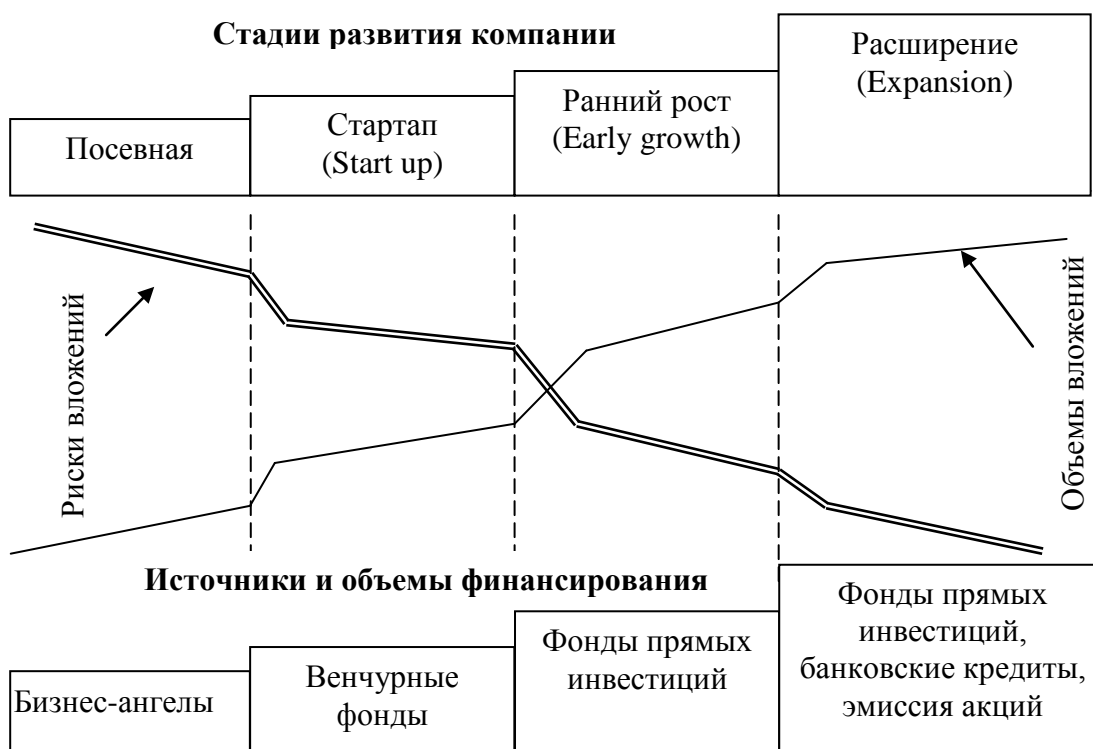 Стадии развития компании
Посевная
Стартап
(Start up)
Ранний рост
(Early growth)
Расширение
(Expansion)
Риски вложений
Объемы вложений
Источники и объемы финансирования
Бизнес-ангелы
Венчурные
фонды
Фонды прямых
инвестиций
Фонды прямых
инвестиций,
банковские кредиты,
эмиссия акций